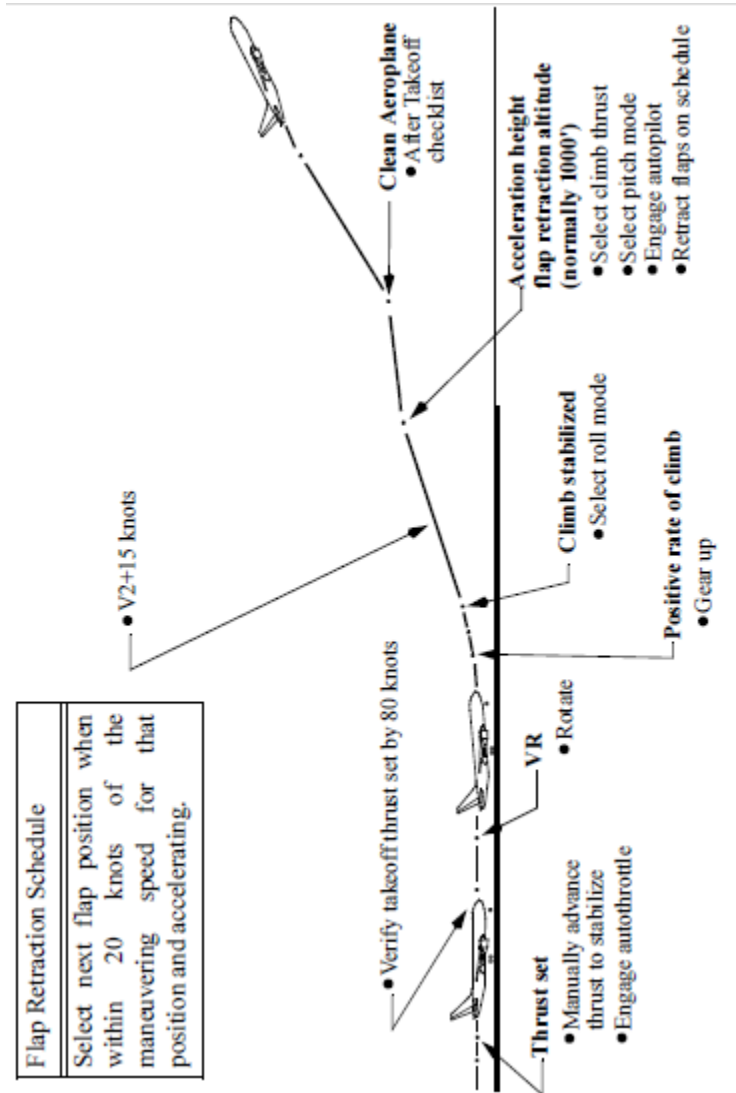 Flap Retraction Schedule
Select next flap position when
within 20 knots of the
maneuvering speed for that
position and accelerating.
● V2+15 knots
● Verify takeoff thrust set by 80 knots
Thrust set
● Manually advance
thrust to stabilize
● Engage autothrottle
VR
● Rotate
Positive rate of climb
● Gear up
Climb stabilized
● Select roll mode
Acceleration height
flap retraction altitude
(normally 1000')
● Select climb thrust
● Select pitch mode
● Engage autopilot
● Retract flaps on schedule
Clean Aeroplane
● After Takeoff
checklist